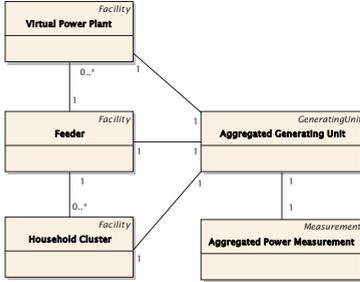 Facility
Virtual Power Plant
0..*
1
1
1
Facility
Feeder
1
1
GeneratingUnit
Aggregated Generating Unit
1
0..*
1
1
1
Facility
Household Cluster
1
Measurement
Aggregated Power Measurement